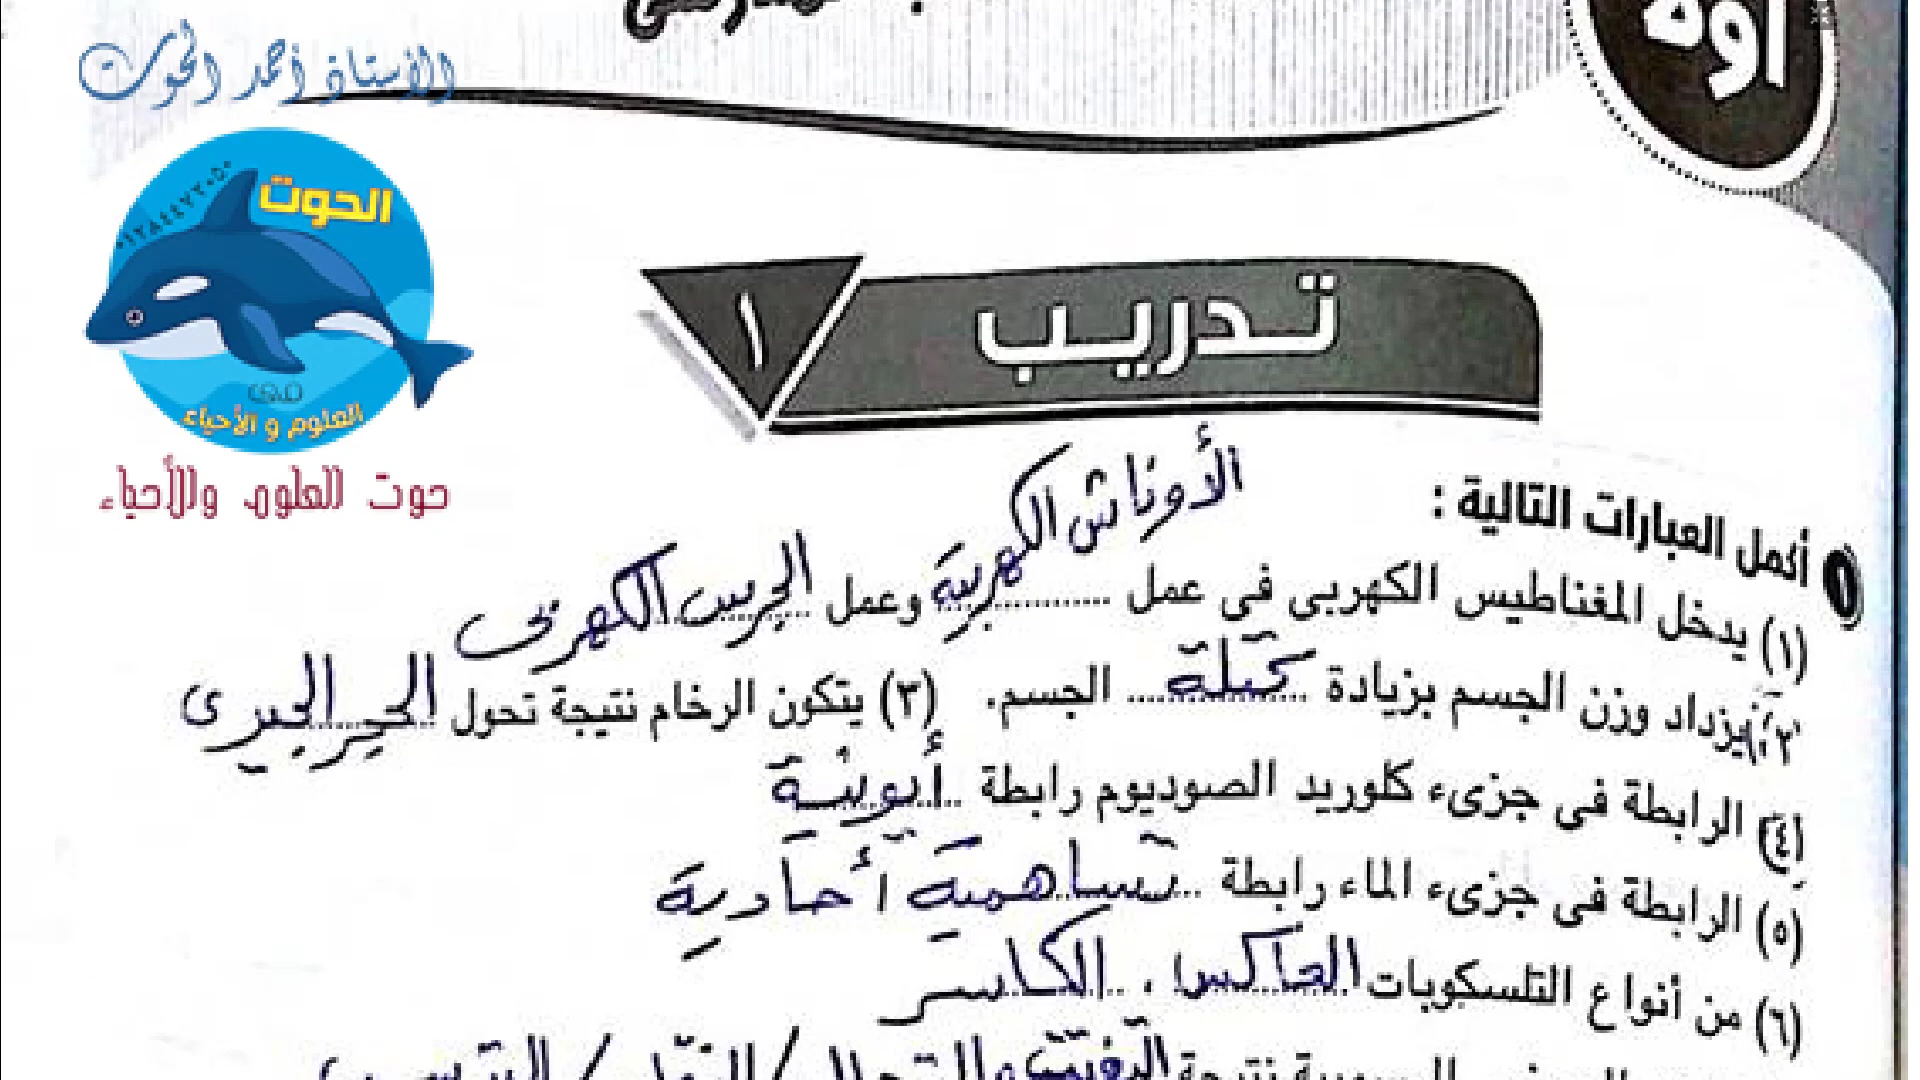 الأستاذ أحمد الحوت
أوه
الحوت
٠١٢٨٤٤٧٢٠٥٠
العلوم و الأحياء
حوت العلوم والأحياء
تدريب ١
١ أكمل العبارات التالية :
(١) يدخل المغناطيس الكهربى فى عمل الأوناش الكهربية وعمل الجرس الكهربى
(٢) يزداد وزن الجسم بزيادة كتلة الجسم. (٣) يتكون الرخام نتيجة تحول الحجر الجيرى
(٤) الرابطة فى جزىء كلوريد الصوديوم رابطة أيونية
(٥) الرابطة فى جزىء الماء رابطة تساهمية أحادية
(٦) من أنواع التلسكوبات العاكس ، الكاسر